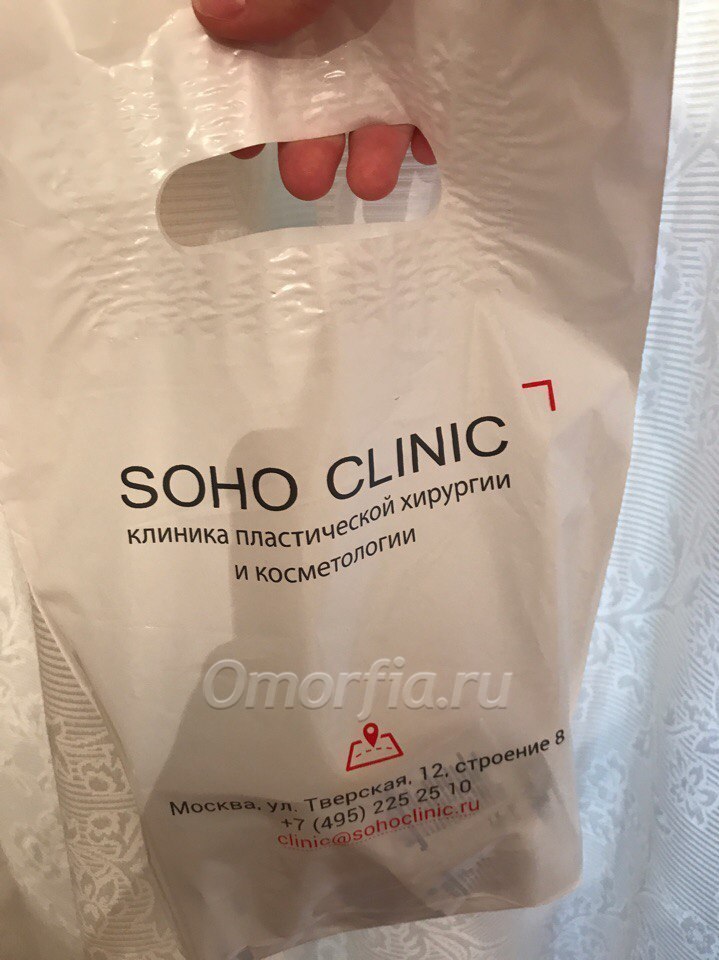 SOHO CLINIC
клиника пластической хирургии
и косметологии
Omorfia.ru
Москва, ул. Тверская, 12, строение 8
+7 (495) 225 25 10
clinic@sohoclinic.ru